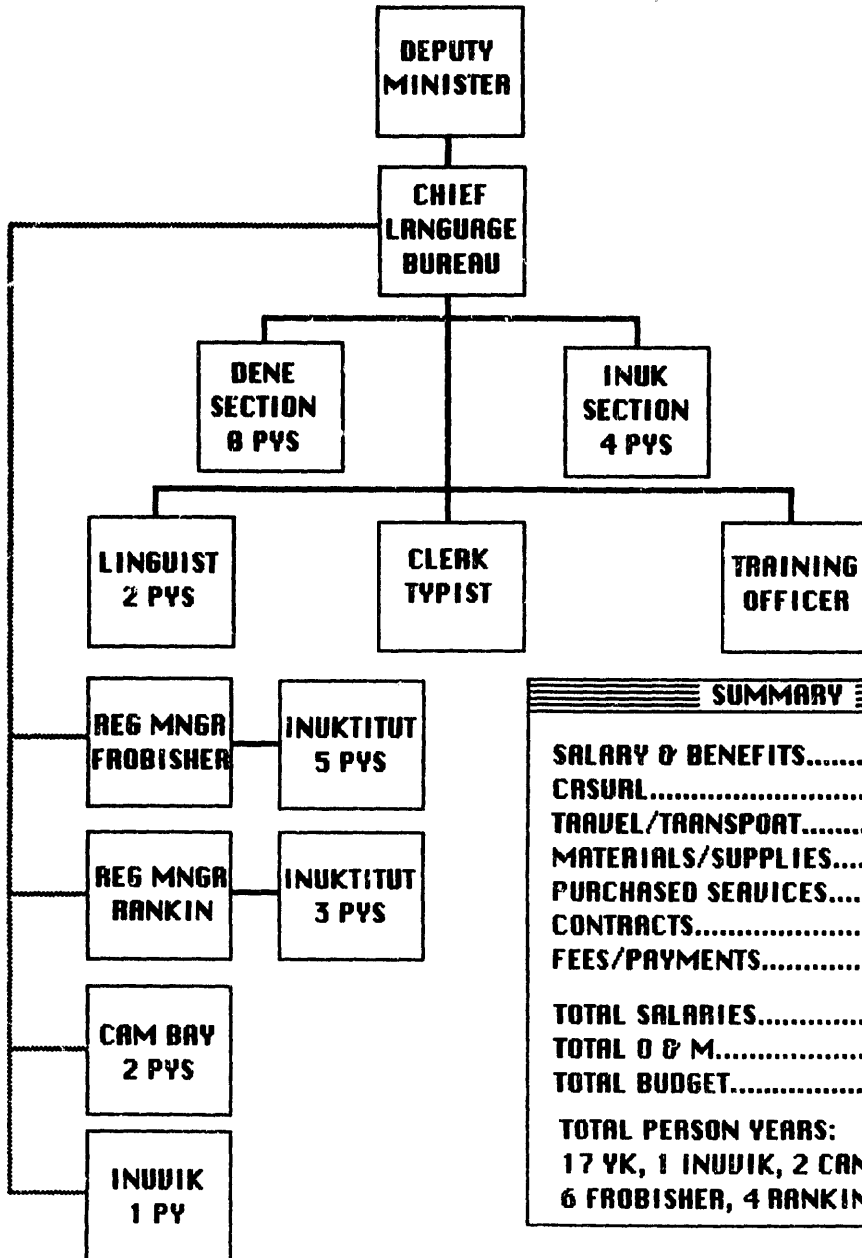 DEPUTY
MINISTER
CHIEF
LANGUAGE
BUREAU
DENE
SECTION
8 PYS
INUK
SECTION
4 PYS
LINGUIST
2 PYS
CLERK
TYPIST
TRAINING
OFFICER
REG MNGR
FROBISHER
INUKTITUT
5 PYS
REG MNGR
RANKIN
INUKTITUT
3 PYS
CAM BAY
2 PYS
INUVIK
1 PY
SUMMARY
SALARY & BENEFITS.......
CASUAL.......................
TRAVEL/TRANSPORT........
MATERIALS/SUPPLIES....
PURCHASED SERVICES.....
CONTRACTS..................
FEES/PAYMENTS............
TOTAL SALARIES............
TOTAL O & M................
TOTAL BUDGET...............
TOTAL PERSON YEARS:
17 YK, 1 INUVIK, 2 CAM
6 FROBISHER, 4 RANKIN